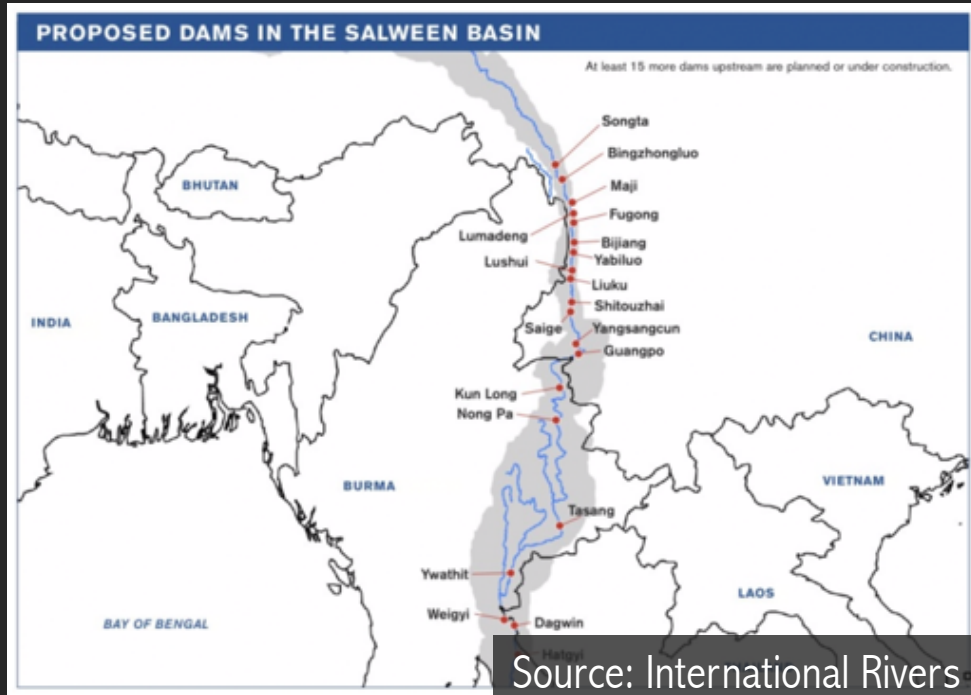 PROPOSED DAMS IN THE SALWEEN BASIN
At least 15 more dams upstream are planned or under construction.
Songta
Bingzhongluo
BHUTAN
Maji
Fugong
Lumadeng
Bijiang
Lushui
Yabiluo
Liuku
Shitouzhai
INDIA
BANGLADESH
Saige
Yangsangcun
CHINA
Guangpo
Kun Long
Nong Pa
BURMA
VIETNAM
Tasang
Ywathit
LAOS
Weigyi
BAY OF BENGAL
Dagwin
Hatgyi
Source: International Rivers